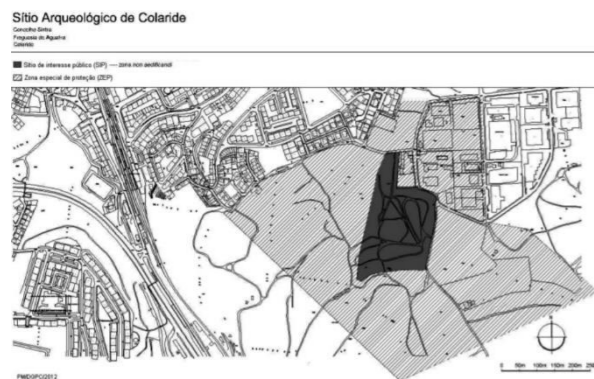 Sítio Arqueológico de Colaride
Concelho Sintra
Freguesia de Agualva
Colaride
Sítio de interesse público (SIP) ---- zona non aedificandi
Zona especial de proteção (ZEP)
0 50m 100m 150m 200m 250